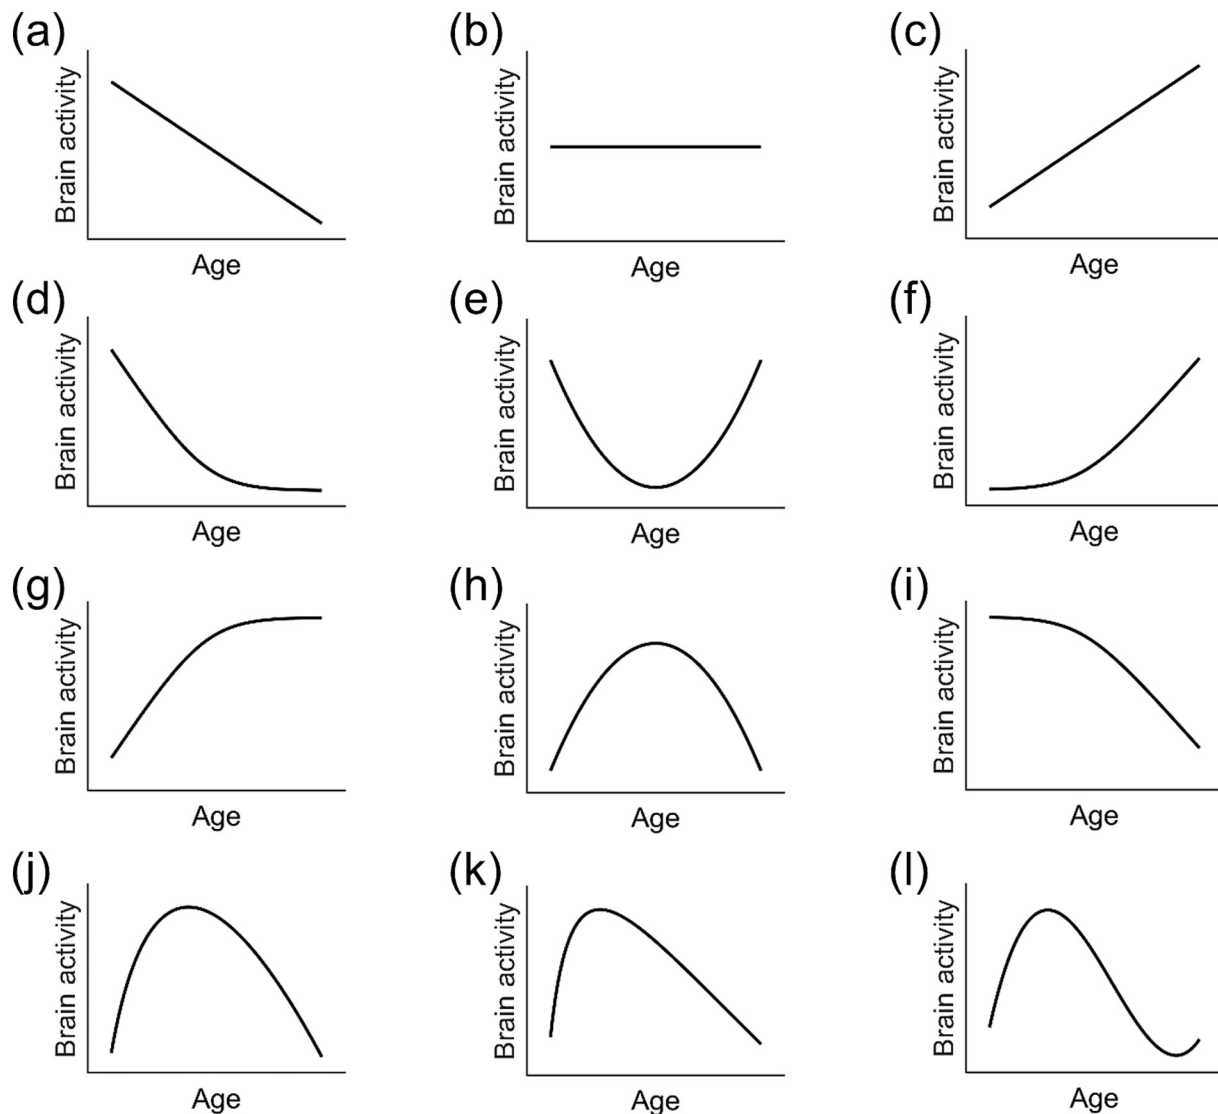 (a)
(b)
(c)
Brain activity
Brain activity
Brain activity
Age
Age
Age
(d)
(e)
(f)
Brain activity
Brain activity
Brain activity
Age
Age
Age
(g)
(h)
(i)
Brain activity
Brain activity
Brain activity
Age
Age
Age
(j)
(k)
(l)
Brain activity
Brain activity
Brain activity
Age
Age
Age